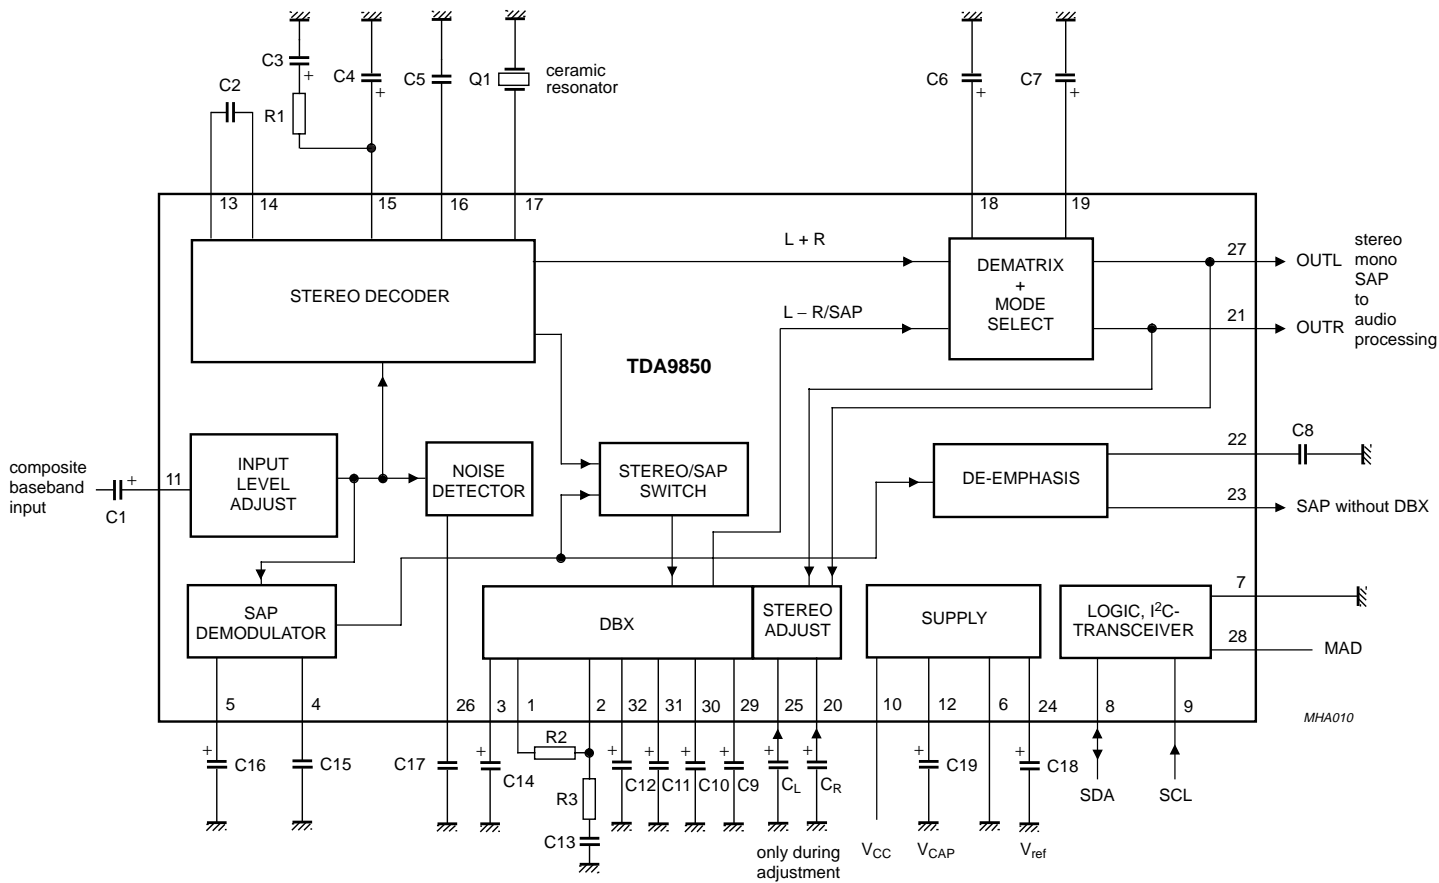 C3
C4
C5
Q1
ceramic
resonator
C6
C7
C2
R1
13
14
15
16
17
18
19
L + R
L − R/SAP
STEREO DECODER
DEMATRIX
+
MODE
SELECT
27
OUTL
21
OUTR
stereo
mono
SAP
to
audio
processing
TDA9850
composite
baseband
input
+
C1
11
INPUT
LEVEL
ADJUST
NOISE
DETECTOR
STEREO/SAP
SWITCH
DE-EMPHASIS
22
C8
23
SAP without DBX
SAP
DEMODULATOR
DBX
STEREO
ADJUST
SUPPLY
LOGIC, I²C-
TRANSCEIVER
7
28
MAD
5
4
26
3
1
2
32
31
30
29
25
20
10
12
6
24
8
9
MHA010
+
+
+
+
C16
C15
C17
C14
R2
R3
C13
C12
C11
C10
C9
CL
CR
C19
C18
+
+
+
+
+
+
+
+
+
+
SDA
SCL
only during
adjustment
VCC
VCAP
Vref